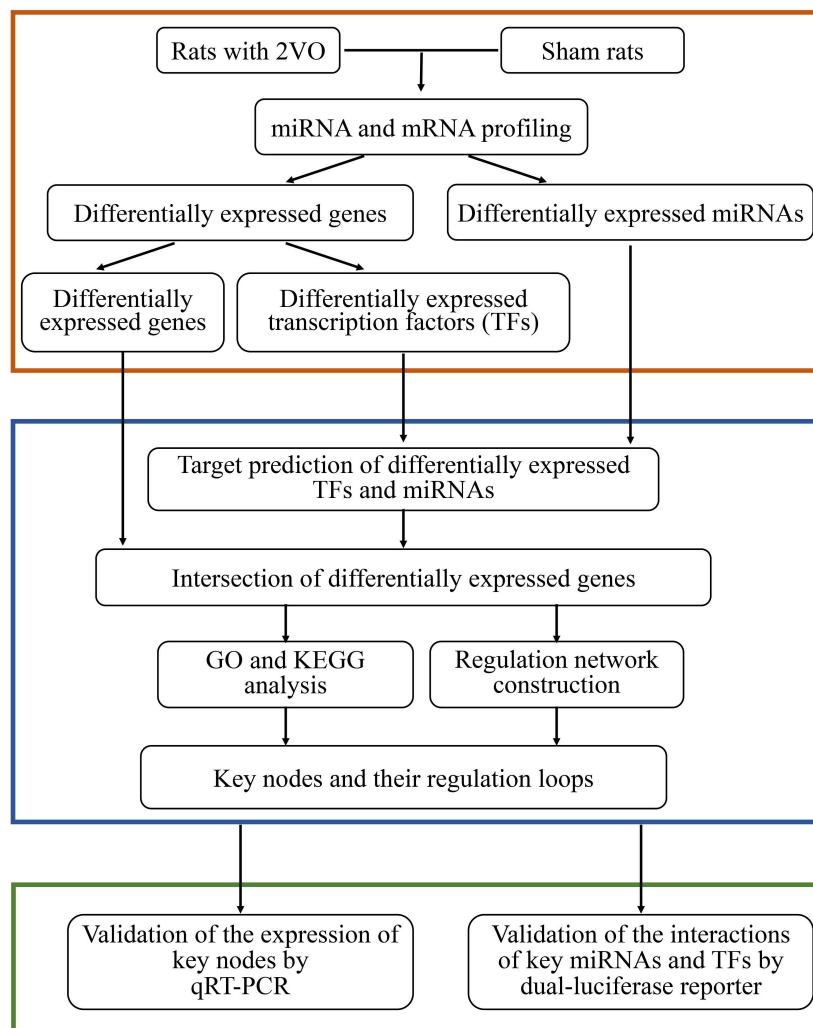 Rats with 2VO
Sham rats
miRNA and mRNA profiling
Differentially expressed genes
Differentially expressed miRNAs
Differentially
expressed genes
Differentially expressed
transcription factors (TFs)
Target prediction of differentially expressed
TFs and miRNAs
Intersection of differentially expressed genes
GO and KEGG
analysis
Regulation network
construction
Key nodes and their regulation loops
Validation of the expression of
key nodes by
qRT-PCR
Validation of the interactions
of key miRNAs and TFs by
dual-luciferase reporter